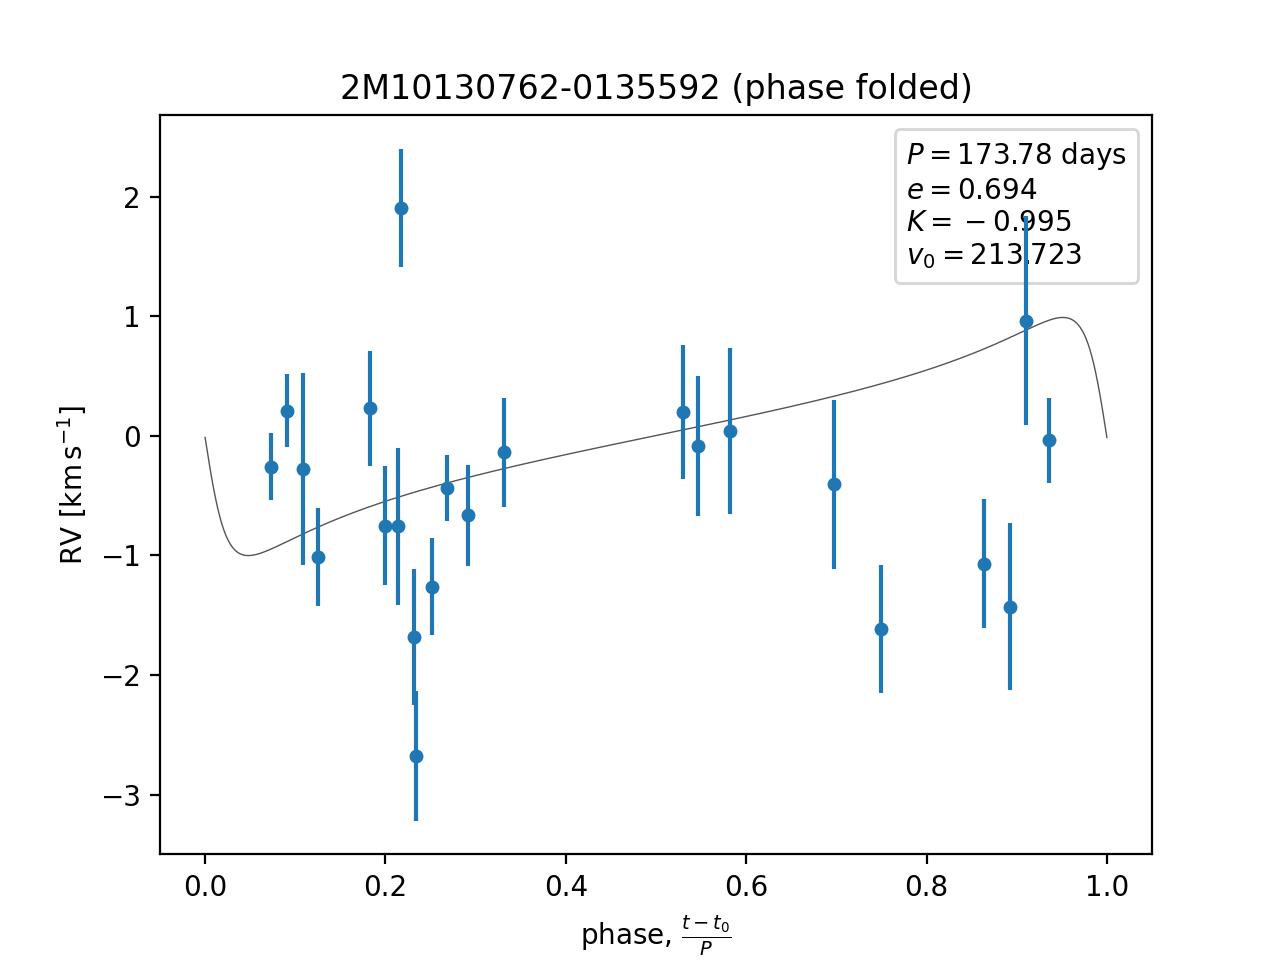 2M10130762-0135592 (phase folded)
P = 173.78 days
e = 0.694
K = −0.995
v₀ = 213.723
RV [km s⁻¹]
2
1
0
−1
−2
−3
0.0 0.2 0.4 0.6 0.8 1.0
phase, (t − t₀)/P